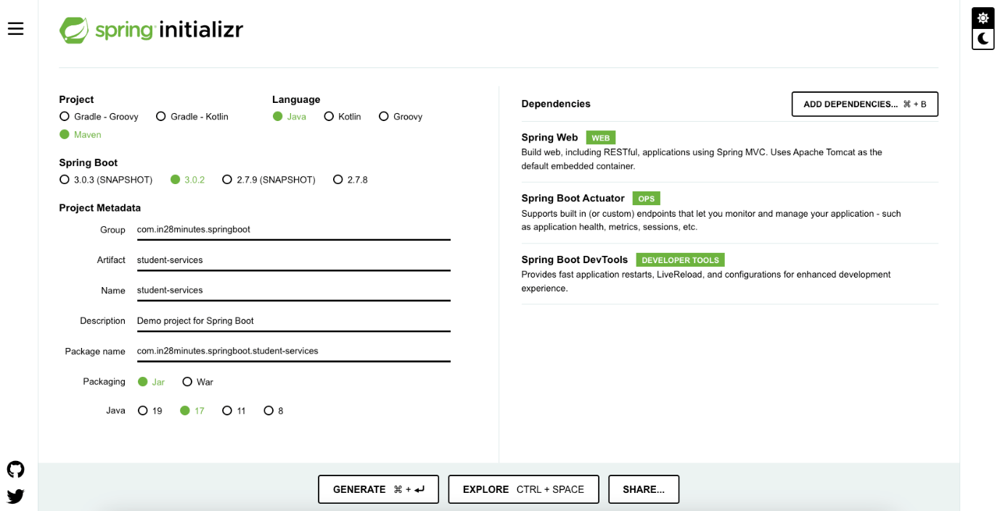 spring initializr
Project
Gradle - Groovy Gradle - Kotlin
Maven
Language
Java Kotlin Groovy
Spring Boot
3.0.3 (SNAPSHOT) 3.0.2 2.7.9 (SNAPSHOT) 2.7.8
Project Metadata
Group com.in28minutes.springboot
Artifact student-services
Name student-services
Description Demo project for Spring Boot
Package name com.in28minutes.springboot.student-services
Packaging Jar War
Java 19 17 11 8
Dependencies
ADD DEPENDENCIES... ⌘ + B
Spring Web WEB
Build web, including RESTful, applications using Spring MVC. Uses Apache Tomcat as the
default embedded container.
Spring Boot Actuator OPS
Supports built in (or custom) endpoints that let you monitor and manage your application - such
as application health, metrics, sessions, etc.
Spring Boot DevTools DEVELOPER TOOLS
Provides fast application restarts, LiveReload, and configurations for enhanced development
experience.
GENERATE ⌘ + ⏎ EXPLORE CTRL + SPACE SHARE...